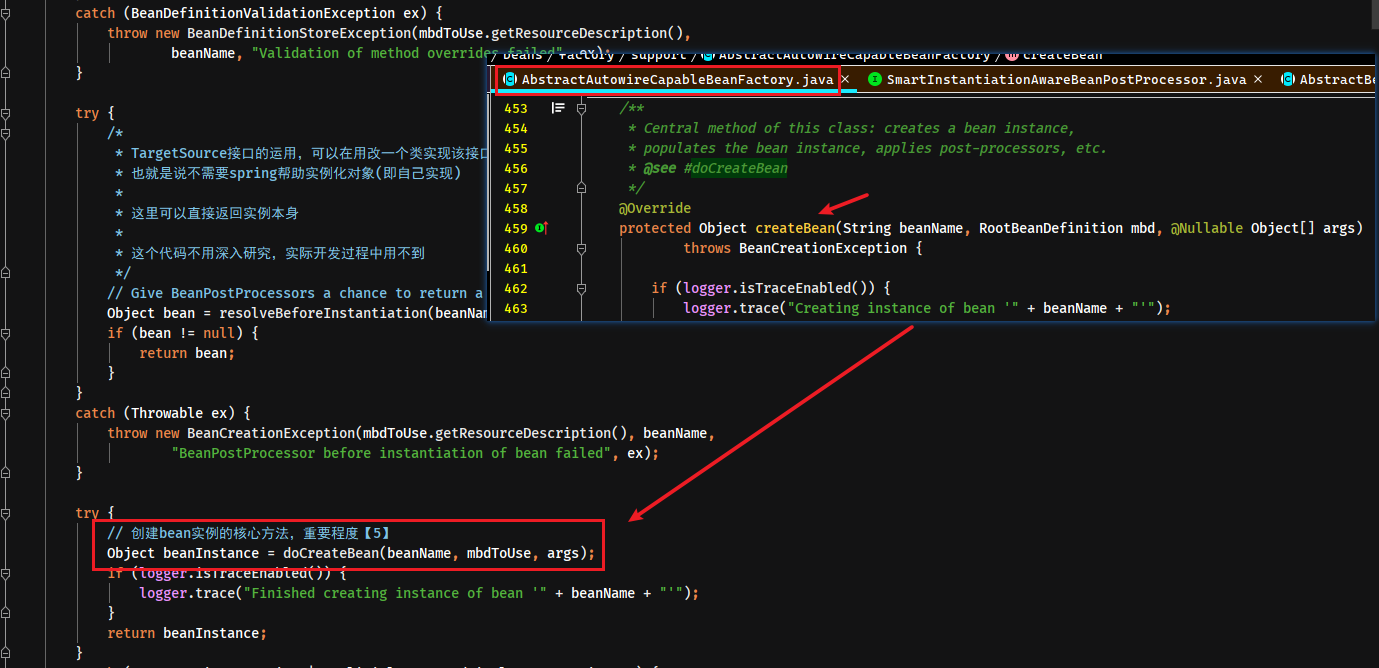 catch (BeanDefinitionValidationException ex) {
throw new BeanDefinitionStoreException(mbdToUse.getResourceDescription(),
beanName, "Validation of method overrides failed", ex);
}
try {
/*
* TargetSource接口的运用，可以在用改一个类实现该接口
* 也就是说不需要spring帮助实例化对象(即自己实现)
*
* 这里可以直接返回实例本身
*
* 这个代码不用深入研究，实际开发过程中用不到
*/
// Give BeanPostProcessors a chance to return a
Object bean = resolveBeforeInstantiation(beanNam
if (bean != null) {
return bean;
}
}
catch (Throwable ex) {
throw new BeanCreationException(mbdToUse.getResourceDescription(), beanName,
"BeanPostProcessor before instantiation of bean failed", ex);
}
try {
// 创建bean实例的核心方法，重要程度【5】
Object beanInstance = doCreateBean(beanName, mbdToUse, args);
if (logger.isTraceEnabled()) {
logger.trace("Finished creating instance of bean '" + beanName + "'");
}
return beanInstance;
}
/ beans / factory / support / AbstractAutowireCapableBeanFactory / createBean
AbstractAutowireCapableBeanFactory.java × SmartInstantiationAwareBeanPostProcessor.java × AbstractBe
453 /**
454 * Central method of this class: creates a bean instance,
455 * populates the bean instance, applies post-processors, etc.
456 * @see #doCreateBean
457 */
458 @Override
459 protected Object createBean(String beanName, RootBeanDefinition mbd, @Nullable Object[] args)
460 throws BeanCreationException {
461
462 if (logger.isTraceEnabled()) {
463 logger.trace("Creating instance of bean '" + beanName + "'");